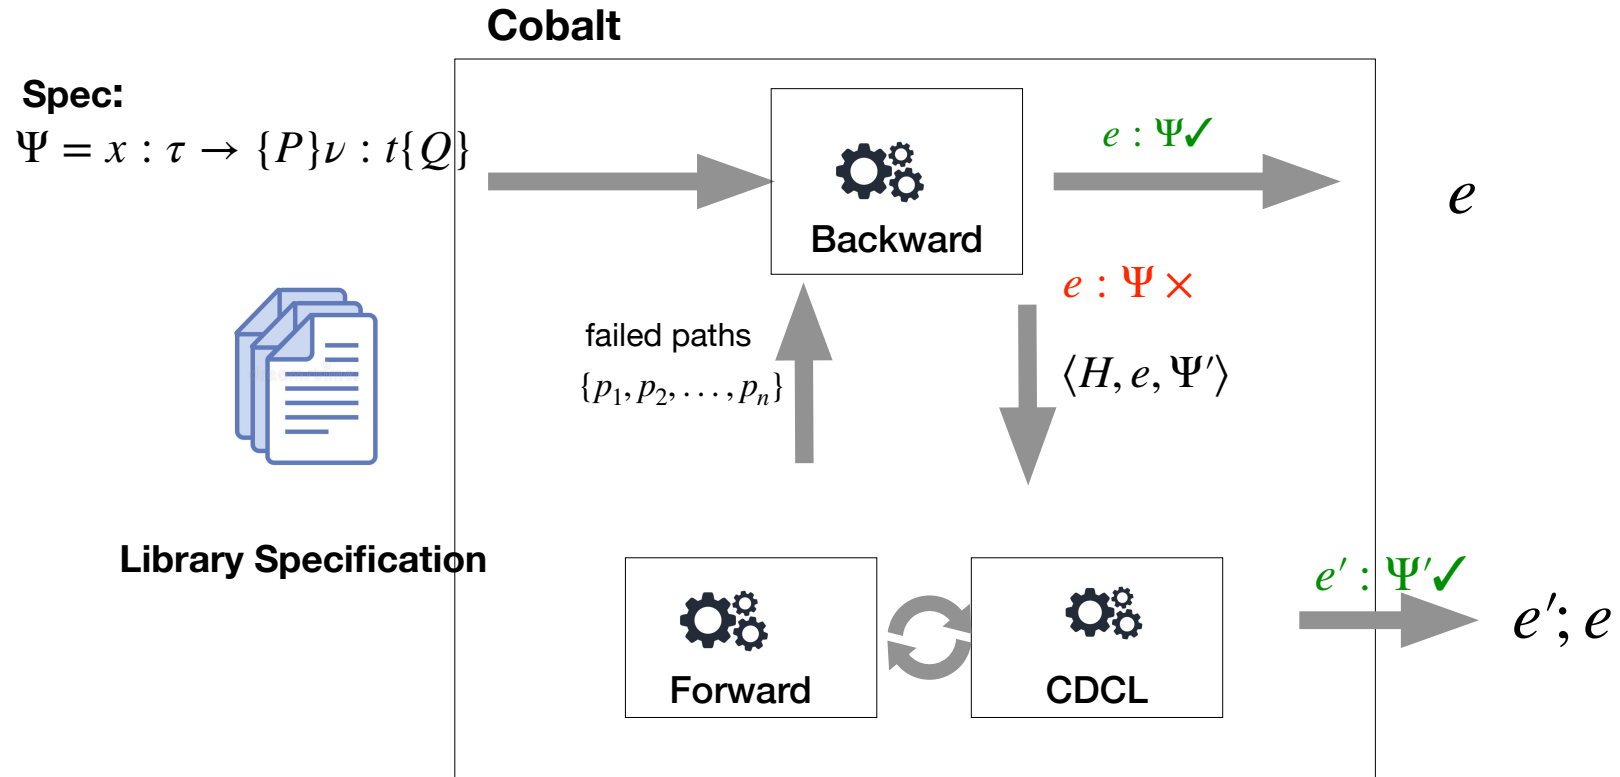 Cobalt
Spec:
Ψ = x : τ → {P}ν : t{Q}
e : Ψ✓
e
Backward
e : Ψ ×
failed paths
{p₁, p₂, . . . , pₙ}
⟨H, e, Ψ′⟩
Library Specification
e′ : Ψ′✓
e′; e
Forward
CDCL